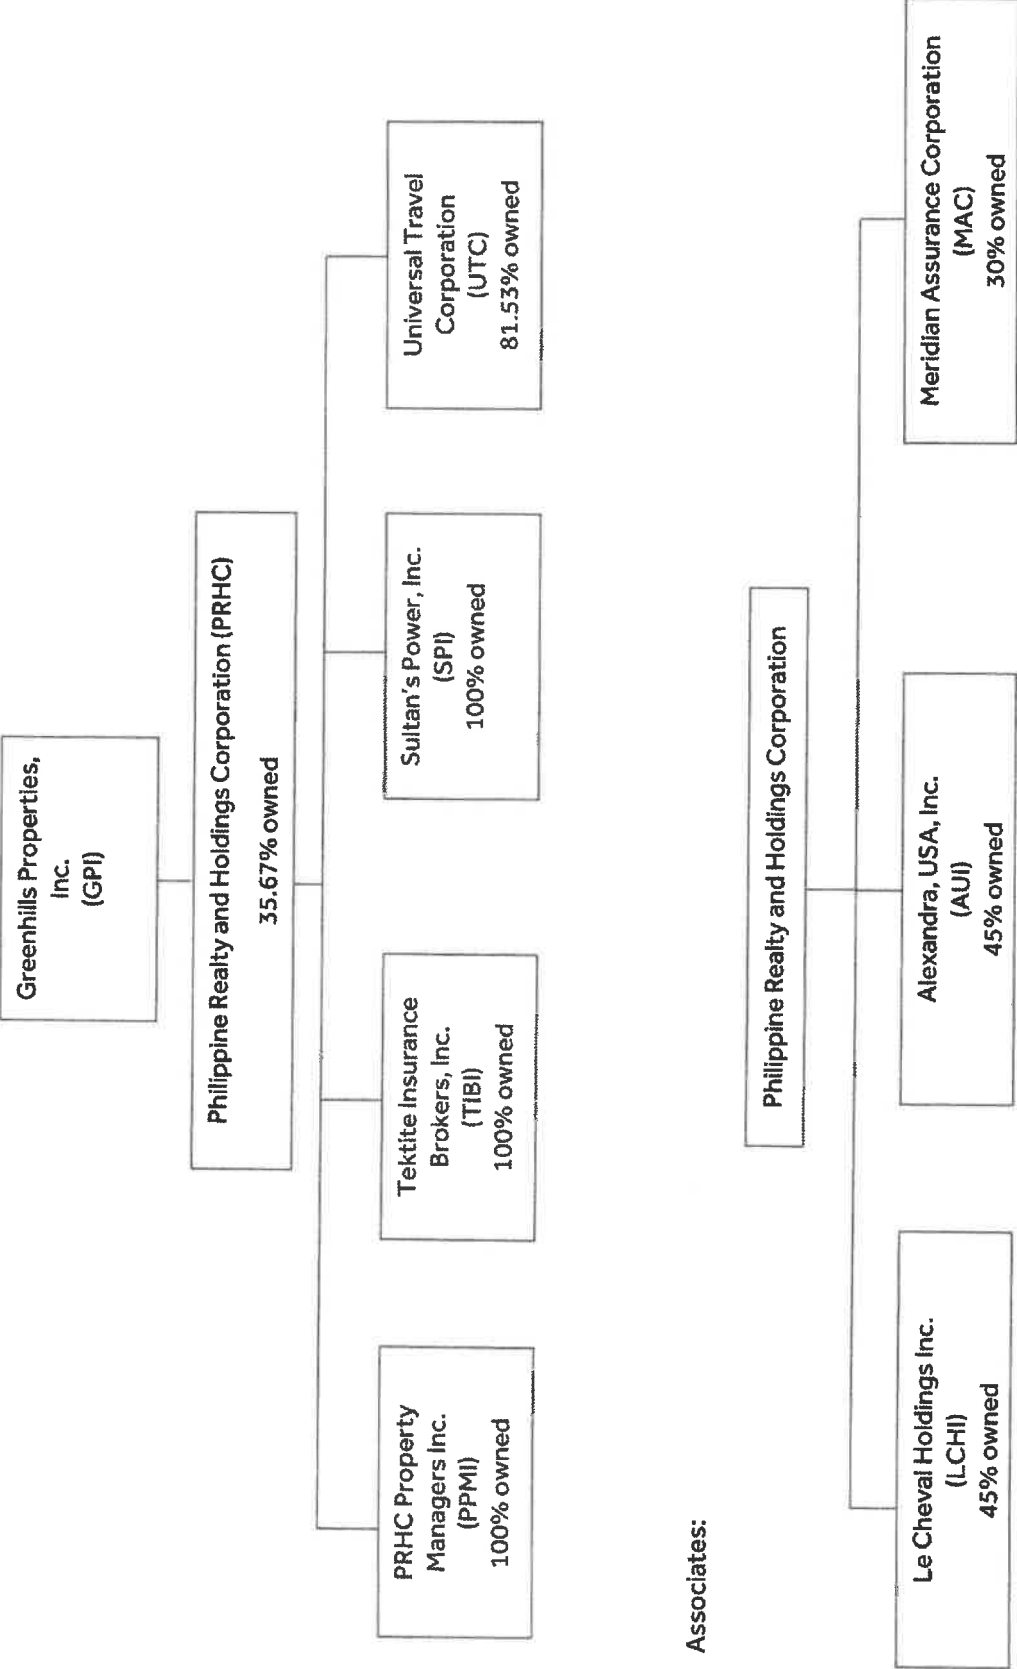 Greenhills Properties,
Inc.
(GPI)
Philippine Realty and Holdings Corporation (PRHC)
35.67% owned
PRHC Property
Managers Inc.
(PPMI)
100% owned
Tektite Insurance
Brokers, Inc.
(TIBI)
100% owned
Sultan's Power, Inc.
(SPI)
100% owned
Universal Travel
Corporation
(UTC)
81.53% owned
Associates:
Philippine Realty and Holdings Corporation
Le Cheval Holdings Inc.
(LCHI)
45% owned
Alexandra, USA, Inc.
(AUI)
45% owned
Meridian Assurance Corporation
(MAC)
30% owned